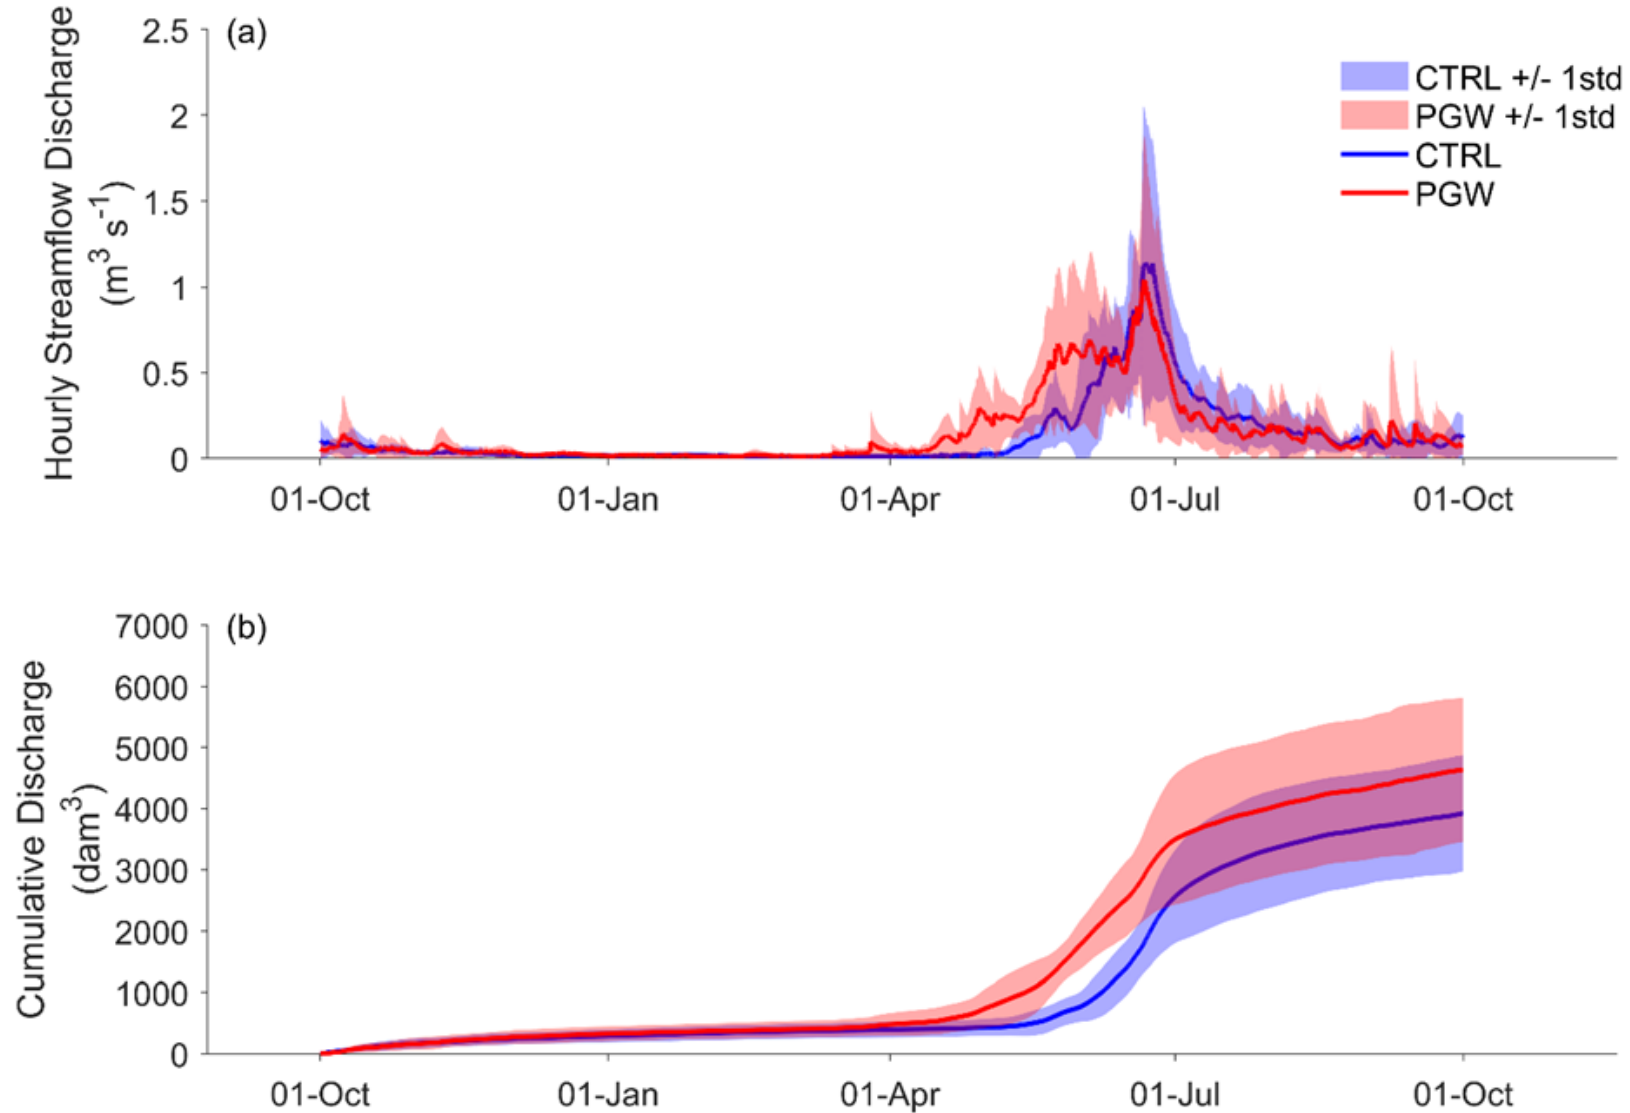 (a)
Hourly Streamflow Discharge
(m³ s⁻¹)
2.5
2
1.5
1
0.5
0
CTRL +/- 1std
PGW +/- 1std
CTRL
PGW
01-Oct
01-Jan
01-Apr
01-Jul
01-Oct
(b)
Cumulative Discharge
(dam³)
7000
6000
5000
4000
3000
2000
1000
0
01-Oct
01-Jan
01-Apr
01-Jul
01-Oct